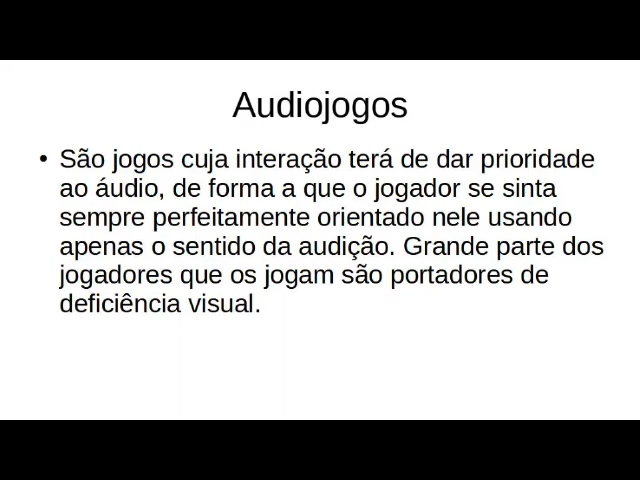 Audiojogos
• São jogos cuja interação terá de dar prioridade
ao áudio, de forma a que o jogador se sinta
sempre perfeitamente orientado nele usando
apenas o sentido da audição. Grande parte dos
jogadores que os jogam são portadores de
deficiência visual.